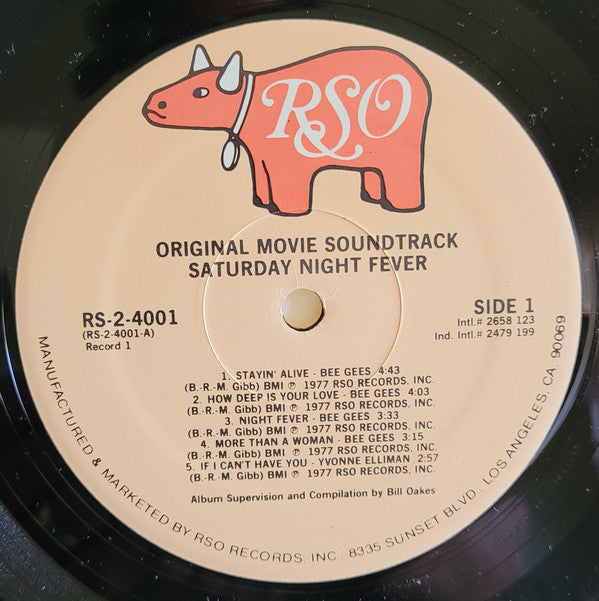 RSO
ORIGINAL MOVIE SOUNDTRACK
SATURDAY NIGHT FEVER
RS-2-4001
(RS-2-4001-A)
Record 1
SIDE 1
Intl.# 2658 123
Ind. Intl.# 2479 199
1. STAYIN' ALIVE - BEE GEES 4:43
(B.-R.-M. Gibb) BMI ℗ 1977 RSO RECORDS, INC.
2. HOW DEEP IS YOUR LOVE - BEE GEES 4:03
(B.-R.-M. Gibb) BMI ℗ 1977 RSO RECORDS, INC.
3. NIGHT FEVER - BEE GEES 3:33
(B.-R.-M. Gibb) BMI ℗ 1977 RSO RECORDS, INC.
4. MORE THAN A WOMAN - BEE GEES 3:15
(B.-R.-M. Gibb) BMI ℗ 1977 RSO RECORDS, INC.
5. IF I CAN'T HAVE YOU - YVONNE ELLIMAN 2:57
(B.-R.-M. Gibb) BMI ℗ 1977 RSO RECORDS, INC.
Album Supervision and Compilation by Bill Oakes
MANUFACTURED & MARKETED BY RSO RECORDS, INC. 8335 SUNSET BLVD. LOS ANGELES, CA 90069